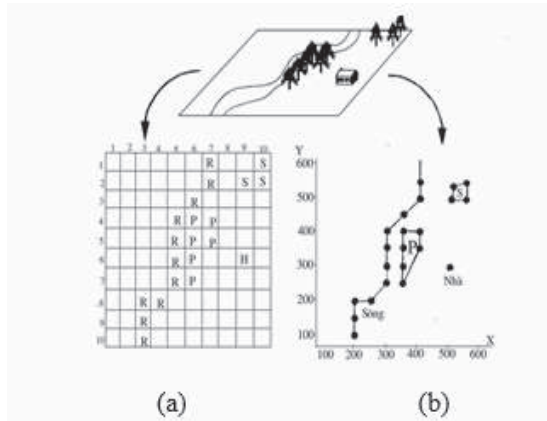 1 2 3 4 5 6 7 8 9 10
1 R S
2 R S S
3 R
4 R P P
5 R P P
6 R P H
7 R P
8 R R
9 R
10 R
Y
600
500
400
300
200
100
100 200 300 400 500 600
X
S
P
Nhà
Sông
(a) (b)